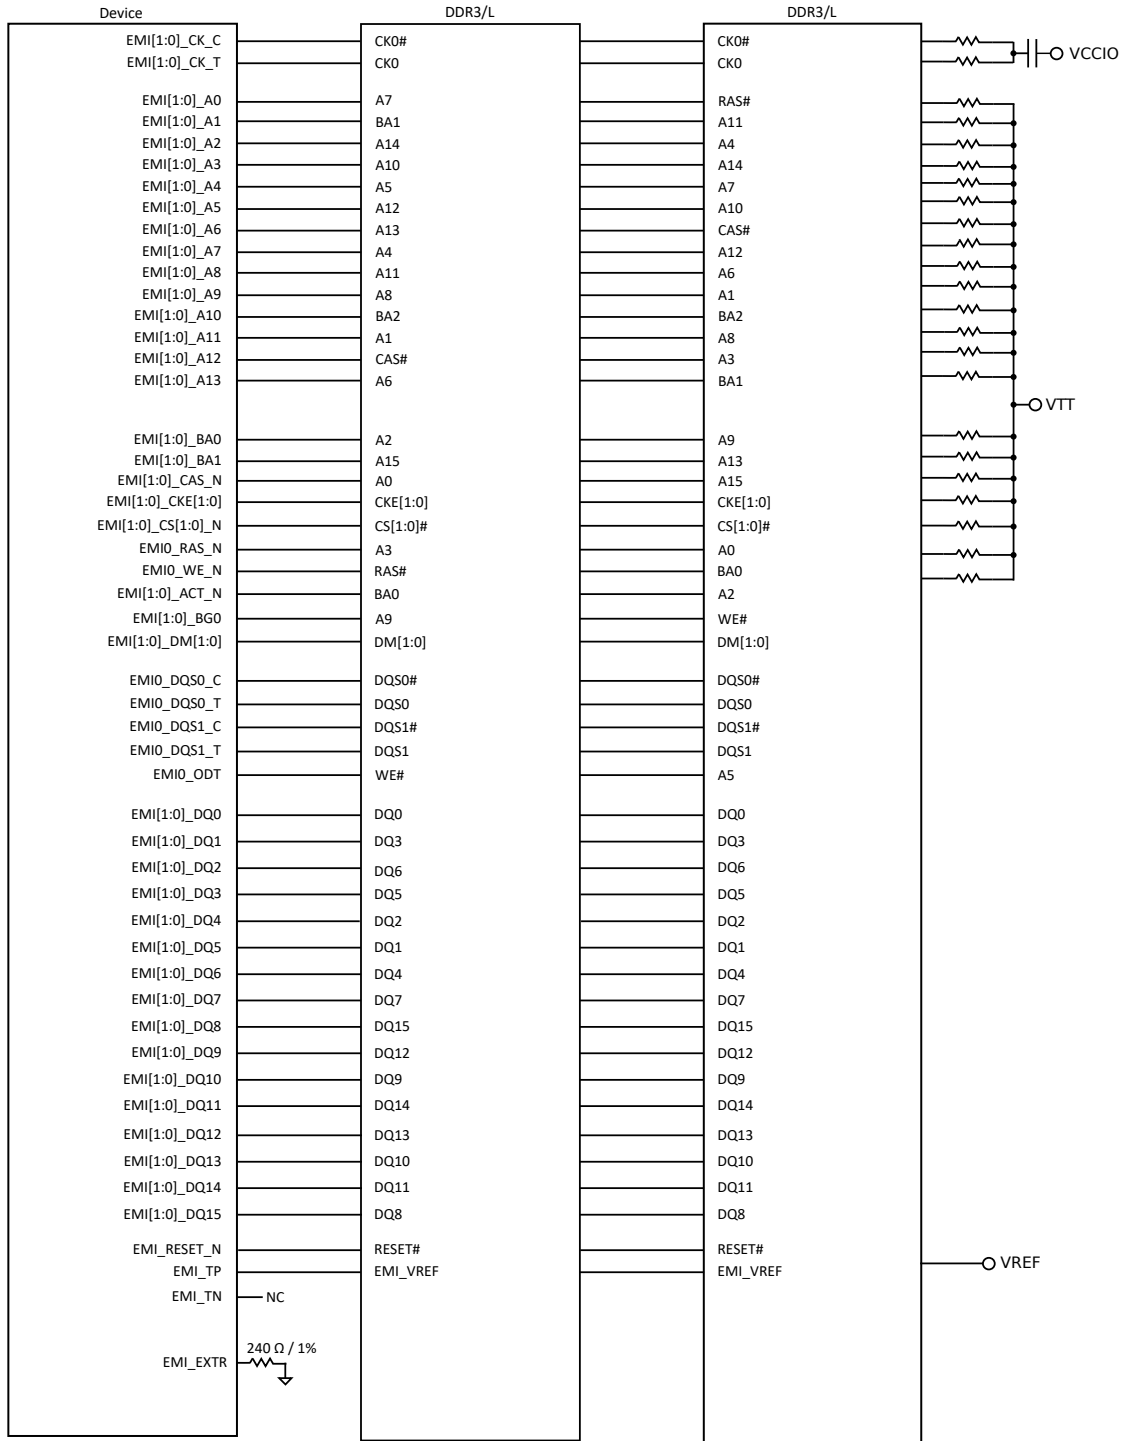 Device DDR3/L DDR3/L
EMI[1:0]_CK_C CK0# CK0#
EMI[1:0]_CK_T CK0 CK0
VCCIO
EMI[1:0]_A0 A7 RAS#
EMI[1:0]_A1 BA1 A11
EMI[1:0]_A2 A14 A4
EMI[1:0]_A3 A10 A14
EMI[1:0]_A4 A5 A7
EMI[1:0]_A5 A12 A10
EMI[1:0]_A6 A13 CAS#
EMI[1:0]_A7 A4 A12
EMI[1:0]_A8 A11 A6
EMI[1:0]_A9 A8 A1
EMI[1:0]_A10 BA2 BA2
EMI[1:0]_A11 A1 A8
EMI[1:0]_A12 CAS# A3
EMI[1:0]_A13 A6 BA1
VTT
EMI[1:0]_BA0 A2 A9
EMI[1:0]_BA1 A15 A13
EMI[1:0]_CAS_N A0 A15
EMI[1:0]_CKE[1:0] CKE[1:0] CKE[1:0]
EMI[1:0]_CS[1:0]_N CS[1:0]# CS[1:0]#
EMI0_RAS_N A3 A0
EMI0_WE_N RAS# BA0
EMI[1:0]_ACT_N BA0 A2
EMI[1:0]_BG0 A9 WE#
EMI[1:0]_DM[1:0] DM[1:0] DM[1:0]
EMI0_DQS0_C DQS0# DQS0#
EMI0_DQS0_T DQS0 DQS0
EMI0_DQS1_C DQS1# DQS1#
EMI0_DQS1_T DQS1 DQS1
EMI0_ODT WE# A5
EMI[1:0]_DQ0 DQ0 DQ0
EMI[1:0]_DQ1 DQ3 DQ3
EMI[1:0]_DQ2 DQ6 DQ6
EMI[1:0]_DQ3 DQ5 DQ5
EMI[1:0]_DQ4 DQ2 DQ2
EMI[1:0]_DQ5 DQ1 DQ1
EMI[1:0]_DQ6 DQ4 DQ4
EMI[1:0]_DQ7 DQ7 DQ7
EMI[1:0]_DQ8 DQ15 DQ15
EMI[1:0]_DQ9 DQ12 DQ12
EMI[1:0]_DQ10 DQ9 DQ9
EMI[1:0]_DQ11 DQ14 DQ14
EMI[1:0]_DQ12 DQ13 DQ13
EMI[1:0]_DQ13 DQ10 DQ10
EMI[1:0]_DQ14 DQ11 DQ11
EMI[1:0]_DQ15 DQ8 DQ8
EMI_RESET_N RESET# RESET#
VREF
EMI_TP EMI_VREF EMI_VREF
EMI_TN NC
240 Ω / 1%
EMI_EXTR